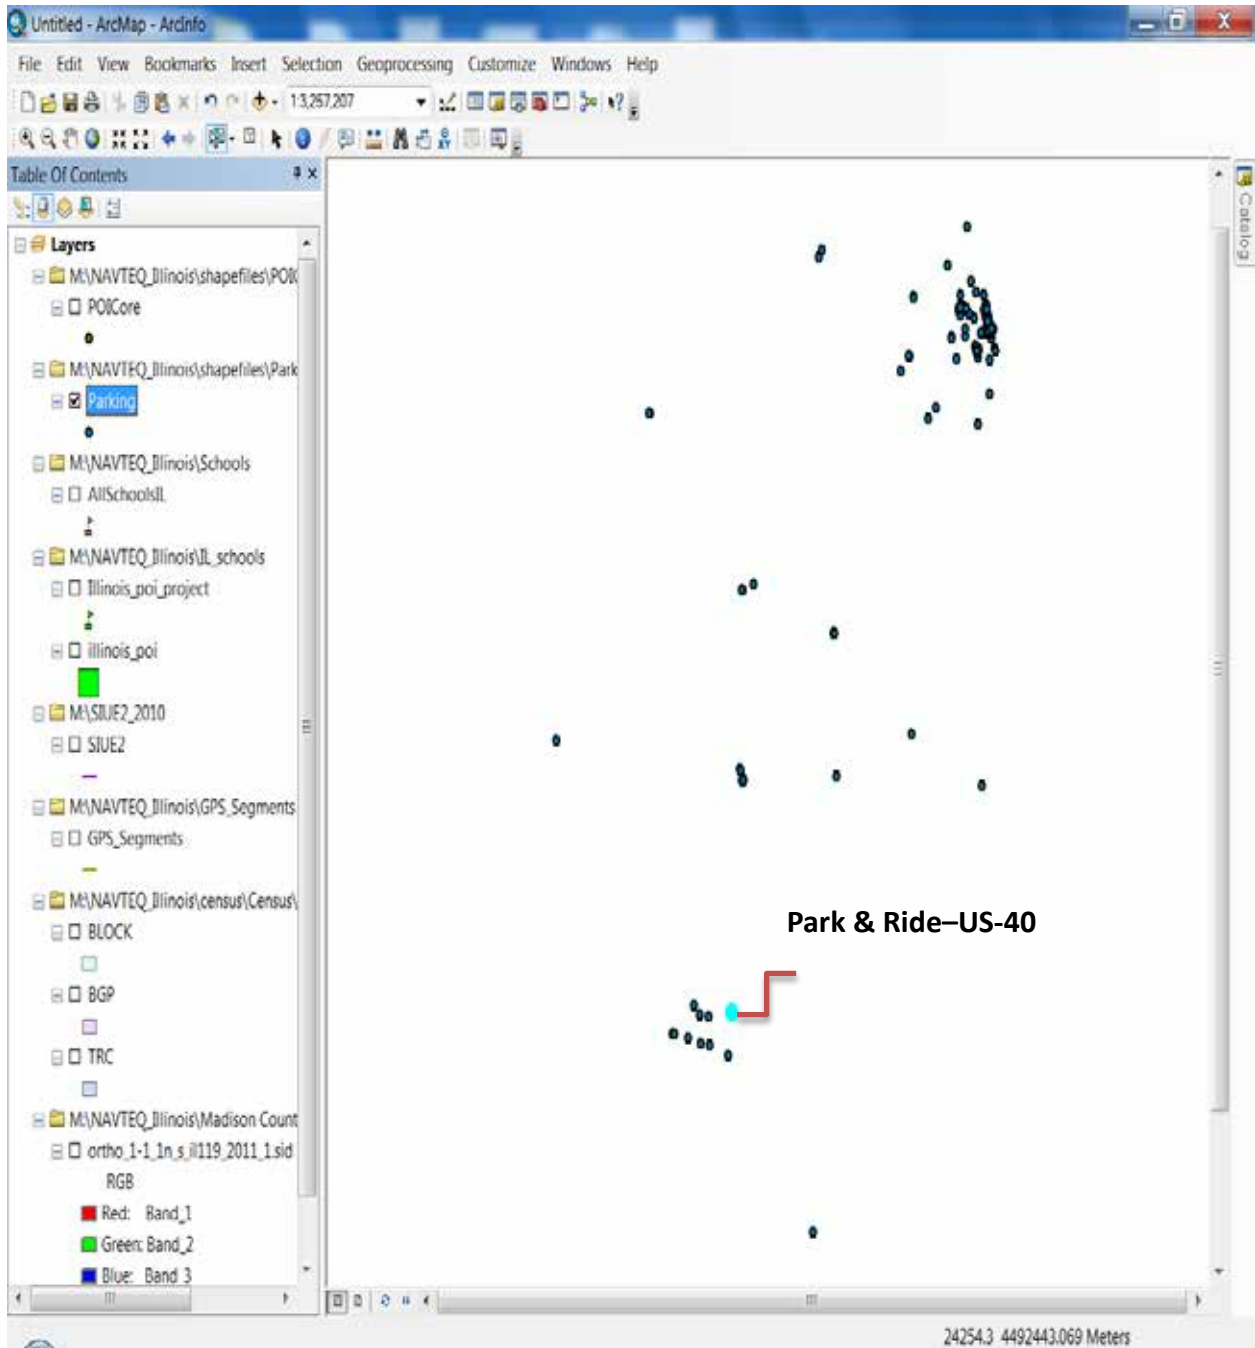 Untitled - ArcMap - ArcInfo
File Edit View Bookmarks Insert Selection Geoprocessing Customize Windows Help
1:3,267,207
Table Of Contents
Catalog
Layers
M:\NAVTEQ_Illinois\shapefiles\POIC
POICore
M:\NAVTEQ_Illinois\shapefiles\Park
Parking
M:\NAVTEQ_Illinois\Schools
AllSchoolsIL
M:\NAVTEQ_Illinois\IL_schools
Illinois_poi_project
illinois_poi
M:\SIUE2_2010
SIUE2
M:\NAVTEQ_Illinois\GPS_Segments
GPS_Segments
M:\NAVTEQ_Illinois\census\Census\
BLOCK
BGP
TRC
M:\NAVTEQ_Illinois\Madison Count
ortho_1-1_1n_s_il119_2011_1.sid
RGB
Red: Band_1
Green: Band_2
Blue: Band_3
Park & Ride–US-40
24254.3 4492443.069 Meters